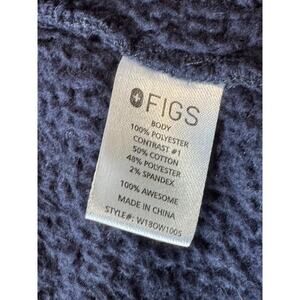 FIGS
BODY
100% POLYESTER
CONTRAST #1
50% COTTON
48% POLYESTER
2% SPANDEX
100% AWESOME
MADE IN CHINA
STYLE#: W180W1005